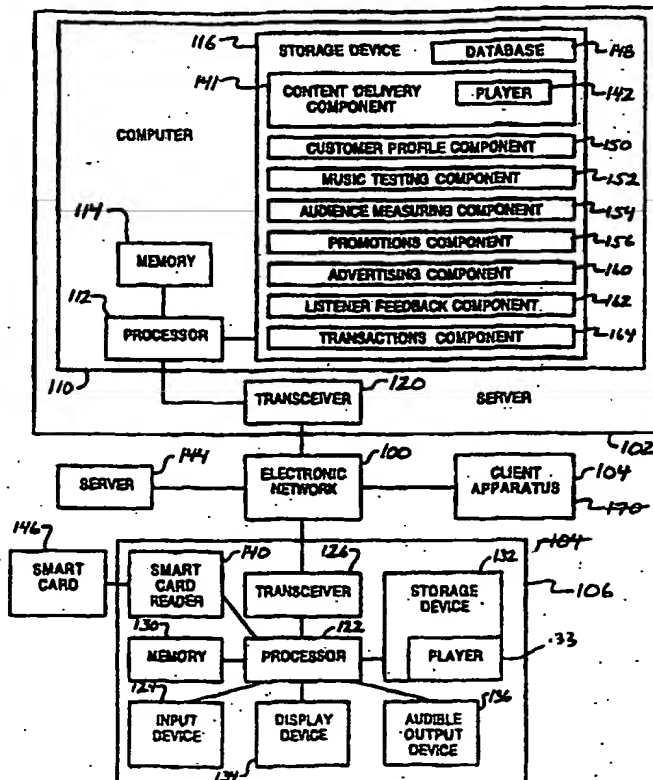 116
STORAGE DEVICE
DATABASE
148
141
CONTENT DELIVERY
COMPONENT
PLAYER
142
COMPUTER
CUSTOMER PROFILE COMPONENT
150
MUSIC TESTING COMPONENT
152
114
AUDIENCE MEASURING COMPONENT
154
MEMORY
PROMOTIONS COMPONENT
156
ADVERTISING COMPONENT
160
112
LISTENER FEEDBACK COMPONENT
162
PROCESSOR
TRANSACTIONS COMPONENT
164
110
120
TRANSCEIVER
SERVER
102
144
100
SERVER
ELECTRONIC
NETWORK
CLIENT
APPARATUS
104
170
146
140
126
132
104
SMART
CARD
SMART
CARD
READER
TRANSCEIVER
STORAGE
DEVICE
106
130
122
MEMORY
PROCESSOR
PLAYER
133
124
136
INPUT
DEVICE
DISPLAY
DEVICE
AUDIBLE
OUTPUT
DEVICE
134